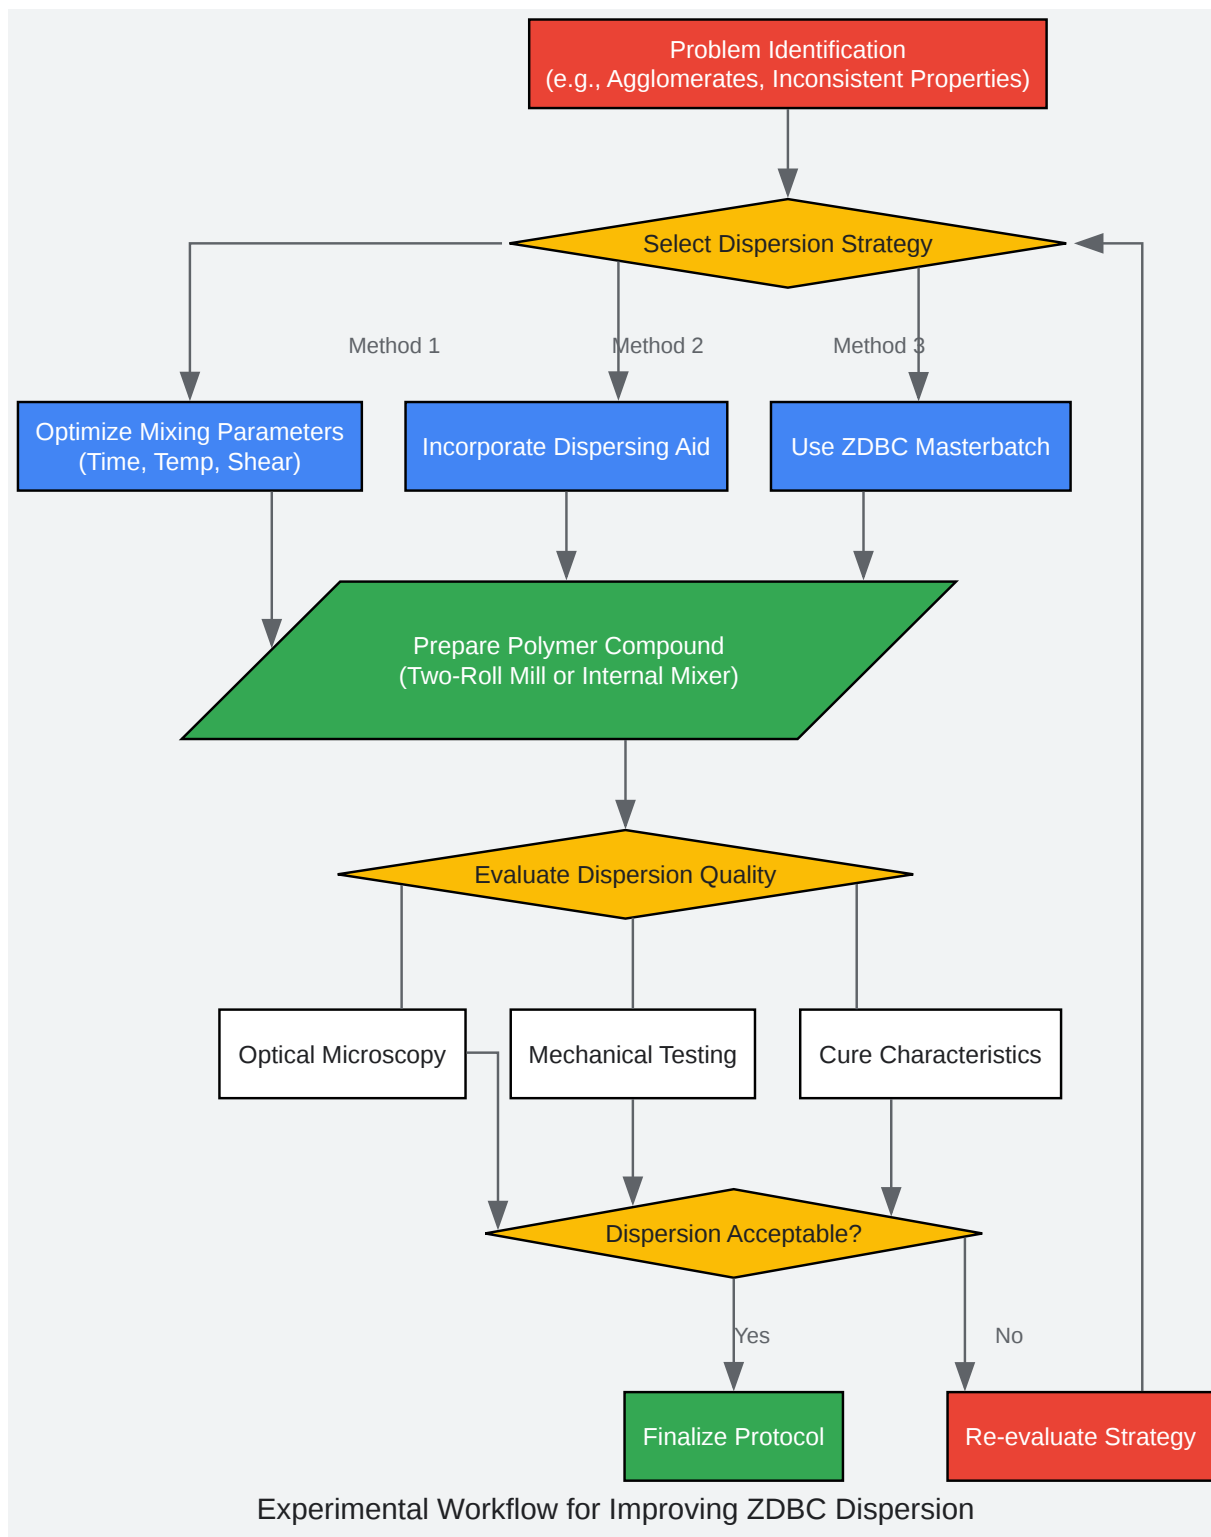 Problem Identification
(e.g., Agglomerates, Inconsistent Properties)
Select Dispersion Strategy
Method 1
Method 2
Method 3
Optimize Mixing Parameters
(Time, Temp, Shear)
Incorporate Dispersing Aid
Use ZDBC Masterbatch
Prepare Polymer Compound
(Two-Roll Mill or Internal Mixer)
Evaluate Dispersion Quality
Optical Microscopy
Mechanical Testing
Cure Characteristics
Dispersion Acceptable?
Yes
No
Finalize Protocol
Re-evaluate Strategy
Experimental Workflow for Improving ZDBC Dispersion